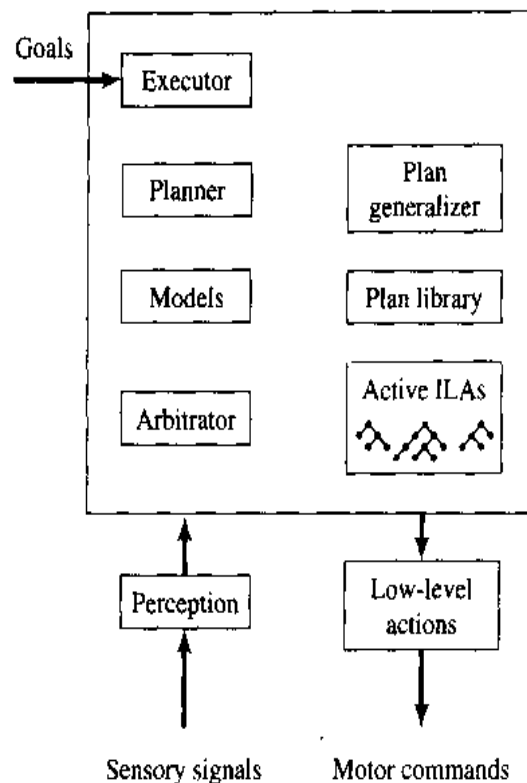 Goals
Executor
Planner
Plan
generalizer
Models
Plan library
Arbitrator
Active ILAs
Perception
Low-level
actions
Sensory signals
Motor commands